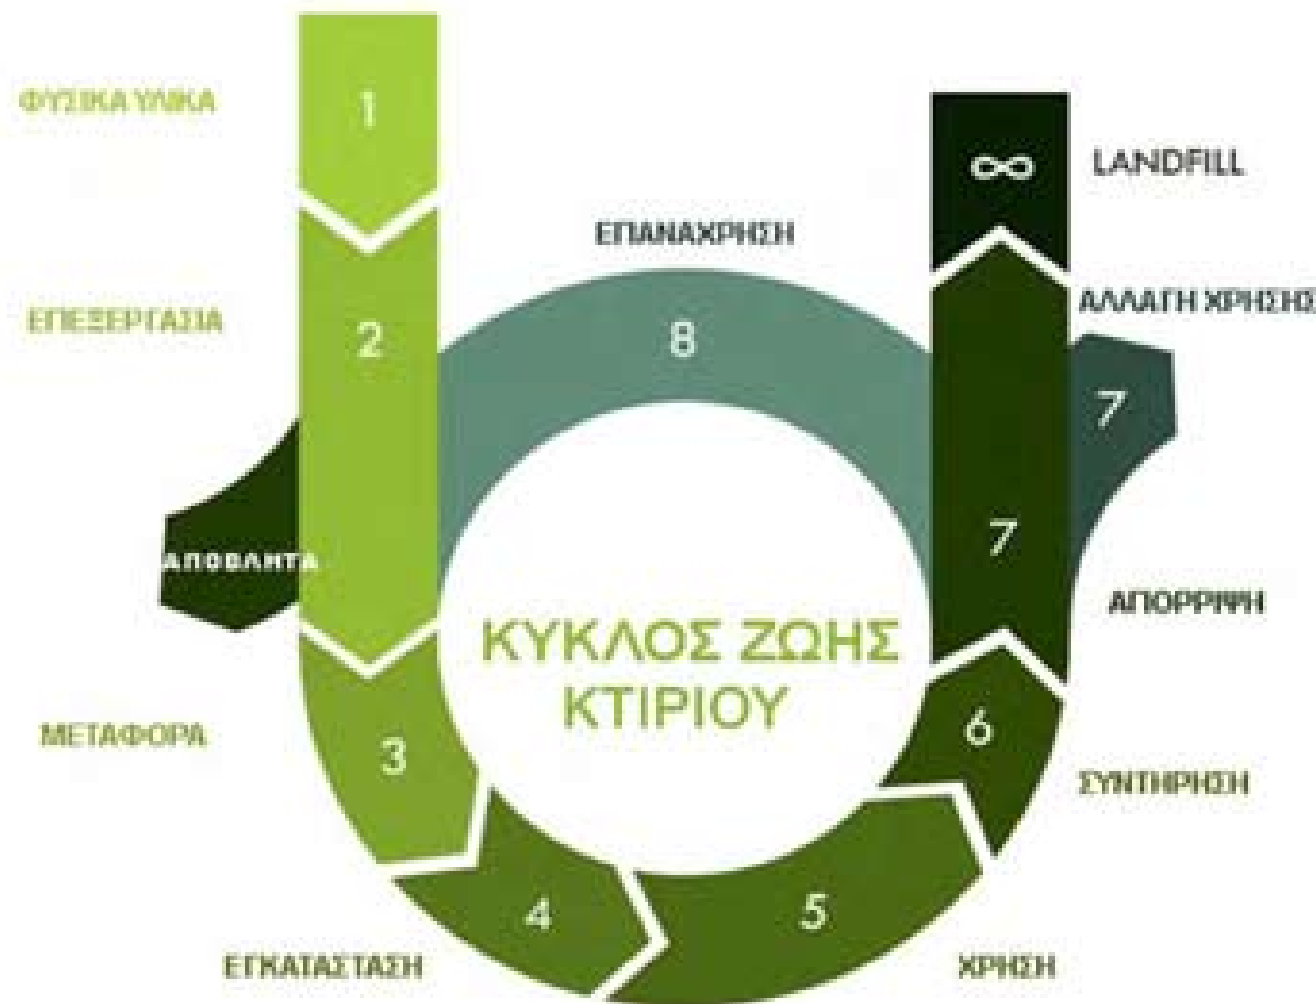 ΦΥΣΙΚΑ ΥΛΙΚΑ
1
∞
LANDFILL
ΕΠΑΝΑΧΡΗΣΗ
ΑΛΛΑΓΗ ΧΡΗΣΗΣ
ΕΠΕΞΕΡΓΑΣΙΑ
2
8
7
7
ΑΠΟΒΛΗΤΑ
ΑΠΟΡΡΙΨΗ
ΚΥΚΛΟΣ ΖΩΗΣ
ΚΤΙΡΙΟΥ
ΜΕΤΑΦΟΡΑ
3
6
ΣΥΝΤΗΡΗΣΗ
4
5
ΕΓΚΑΤΑΣΤΑΣΗ
ΧΡΗΣΗ